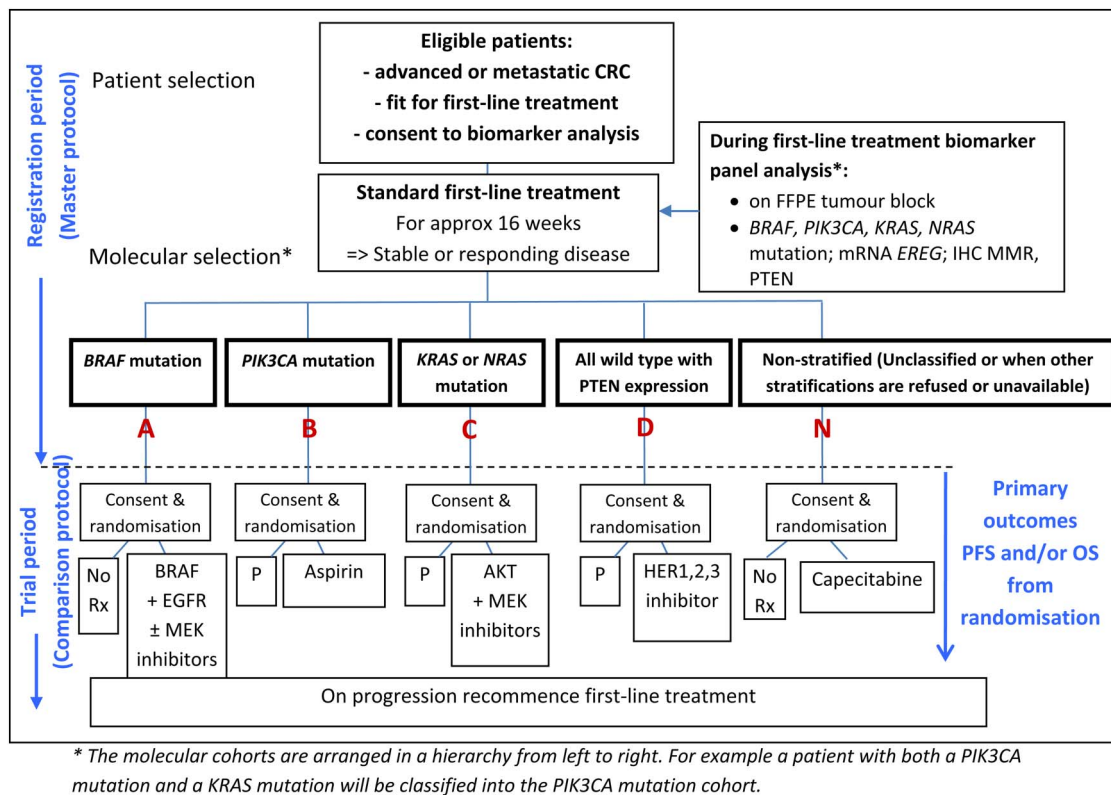 Eligible patients:
- advanced or metastatic CRC
- fit for first-line treatment
- consent to biomarker analysis
Patient selection
Registration period
(Master protocol)
During first-line treatment biomarker
panel analysis*:
• on FFPE tumour block
• BRAF, PIK3CA, KRAS, NRAS
mutation; mRNA EREG; IHC MMR,
PTEN
Standard first-line treatment
For approx 16 weeks
=> Stable or responding disease
Molecular selection*
BRAF mutation
PIK3CA mutation
KRAS or NRAS
mutation
All wild type with
PTEN expression
Non-stratified (Unclassified or when other
stratifications are refused or unavailable)
A
B
C
D
N
Trial period
(Comparison protocol)
Consent &
randomisation
Consent &
randomisation
Consent &
randomisation
Consent &
randomisation
Consent &
randomisation
No
Rx
BRAF
+ EGFR
± MEK
inhibitors
P
Aspirin
P
AKT
+ MEK
inhibitors
P
HER1,2,3
inhibitor
No
Rx
Capecitabine
Primary
outcomes
PFS and/or OS
from
randomisation
On progression recommence first-line treatment
* The molecular cohorts are arranged in a hierarchy from left to right. For example a patient with both a PIK3CA
mutation and a KRAS mutation will be classified into the PIK3CA mutation cohort.